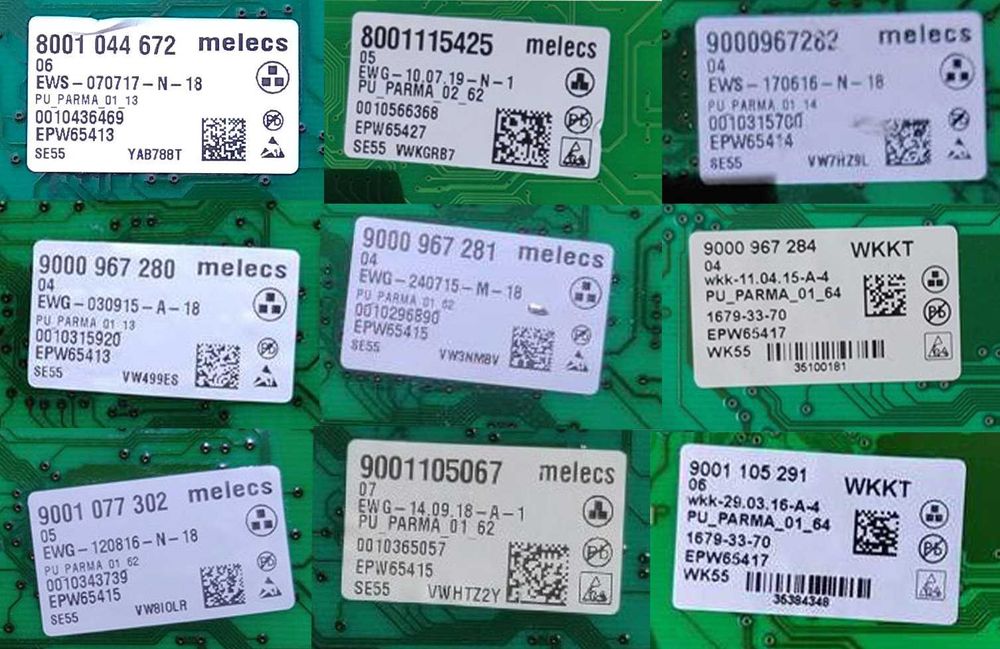 8001 044 672 melecs
06
EWS-070717-N-18
PU_PARMA_01_13
0010436469
EPW65413
SE55 YAB788T
8001115425 melecs
05
EWG-10.07.19-N-1
PU_PARMA_02_62
0010566368
EPW65427
SE55 VWKGRB7
9000967282 melecs
04
EWS-170616-N-18
PU_PARMA_01_14
0010315700
EPW65414
SE55 VW7HZ9L
9000 967 280 melecs
04
EWG-030915-A-18
PU_PARMA_01_13
0010315920
EPW65413
SE55 VW499ES
9000 967 281 melecs
04
EWG-240715-M-18
PU_PARMA_01_62
0010296890
EPW65415
SE55 VW3NM8V
9000 967 284 WKKT
04
wkk-11.04.15-A-4
PU_PARMA_01_64
1679-33-70
EPW65417
WK55
35100181
9001 077 302 melecs
05
EWG-120816-N-18
PU_PARMA_01_62
0010343739
EPW65415
SE55 VW8IOLR
9001105067 melecs
07
EWG-14.09.18-A-1
PU_PARMA_01_62
0010365057
EPW65415
SE55 VWHTZ2Y
9001 105 291 WKKT
06
wkk-29.03.16-A-4
PU_PARMA_01_64
1679-33-70
EPW65417
WK55
35384348